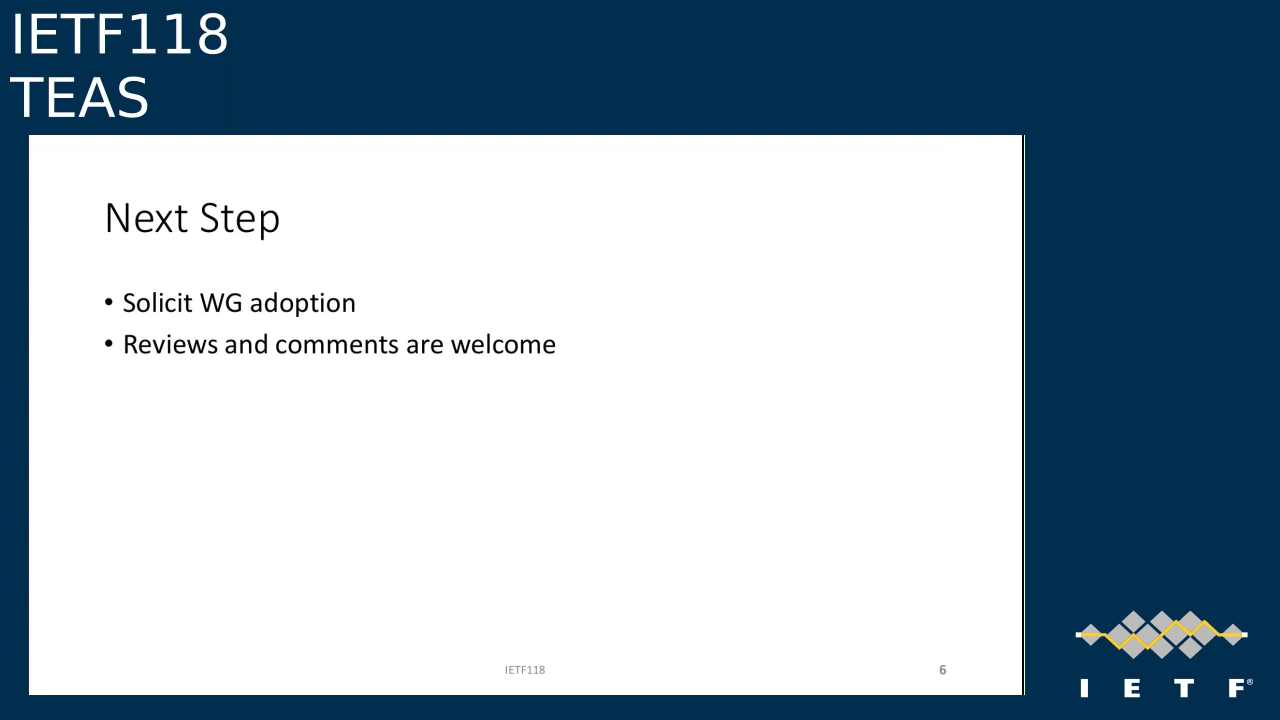 IETF118
TEAS
Next Step
• Solicit WG adoption
• Reviews and comments are welcome
IETF118
6
I E T F®